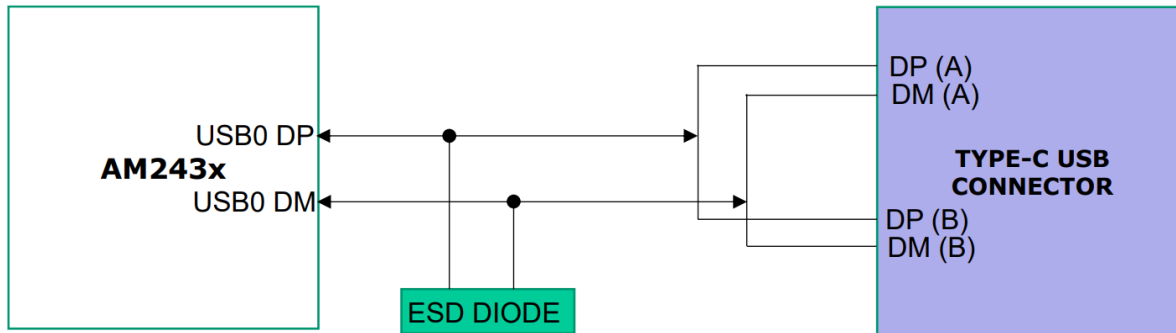 USB0 DP
AM243x
USB0 DM
ESD DIODE
DP (A)
DM (A)
TYPE-C USB
CONNECTOR
DP (B)
DM (B)